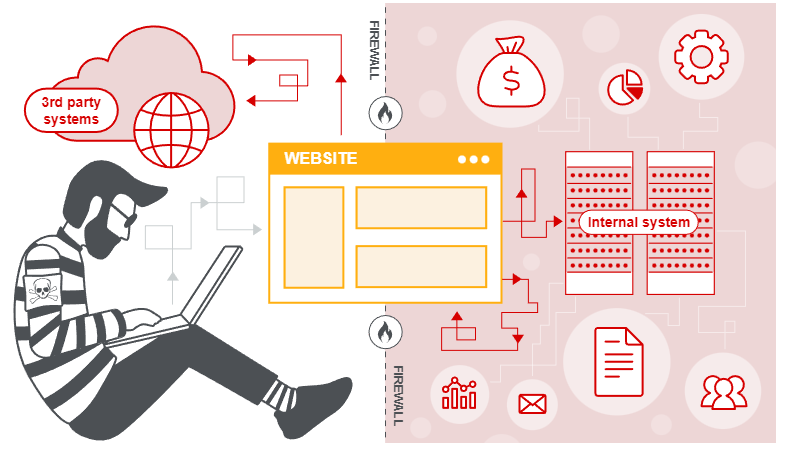 FIREWALL
3rd party
systems
WEBSITE
$
Internal system
FIREWALL